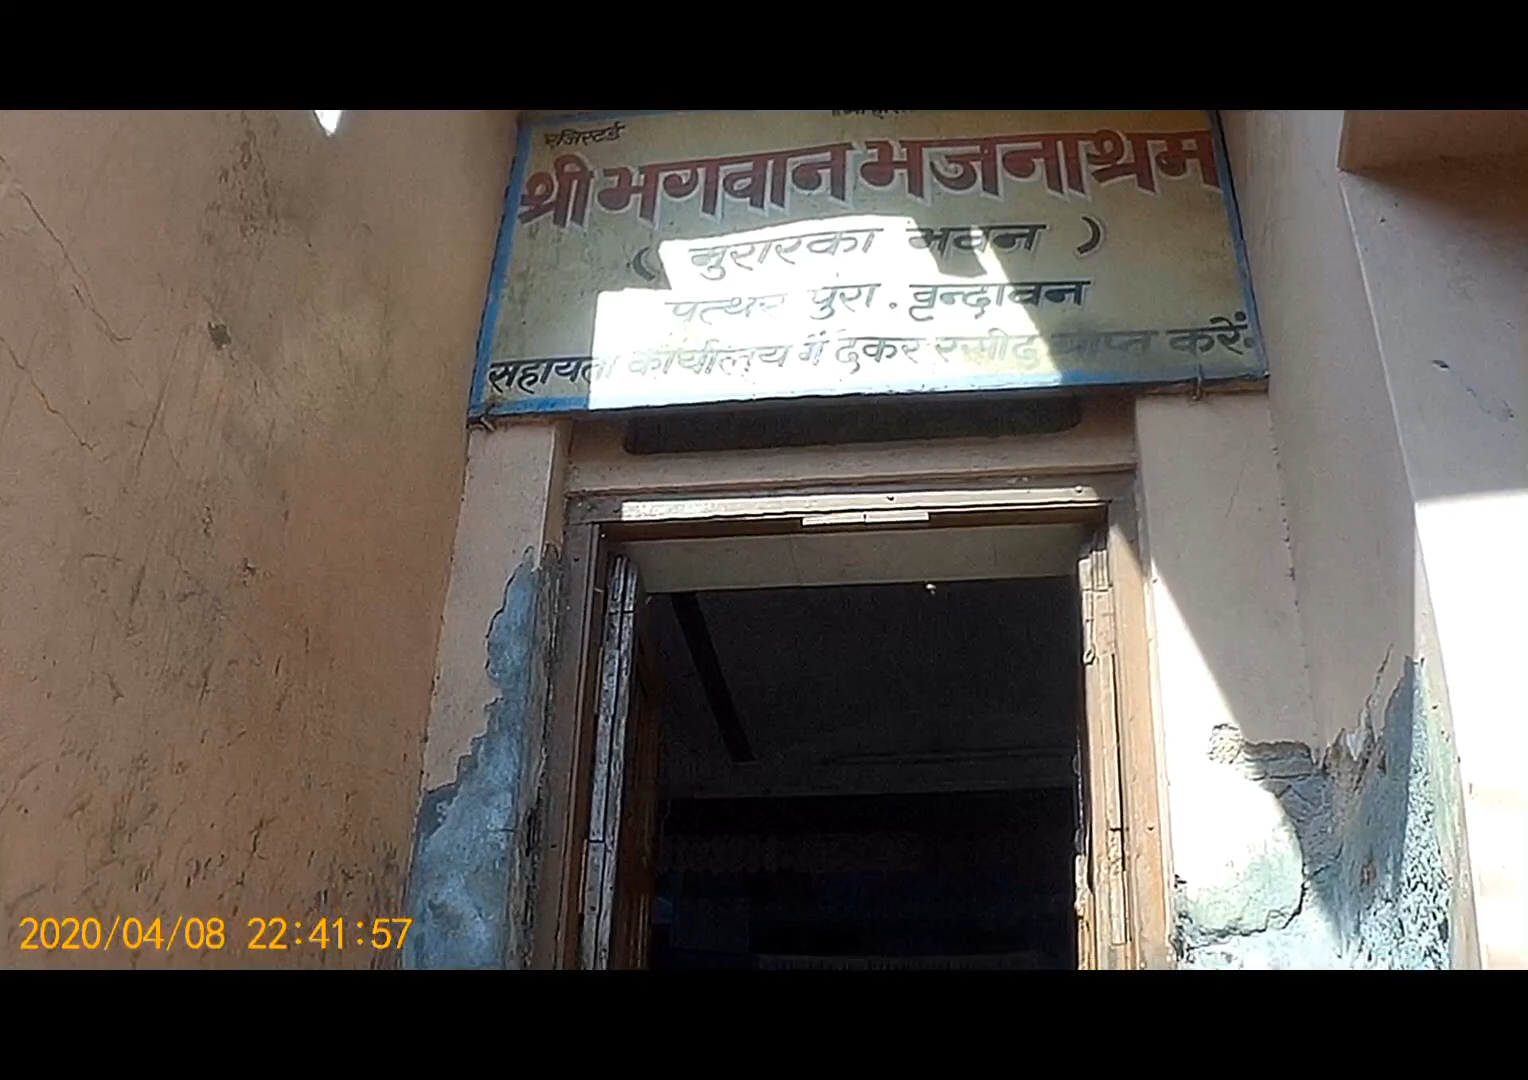 रजिस्टर्ड
श्री भगवान भजनाश्रम
( मुरारका भवन )
पत्थर पुरा . वृन्दावन
सहायता कार्यालय में देकर रसीद प्राप्त करें.
2020/04/08 22:41:57